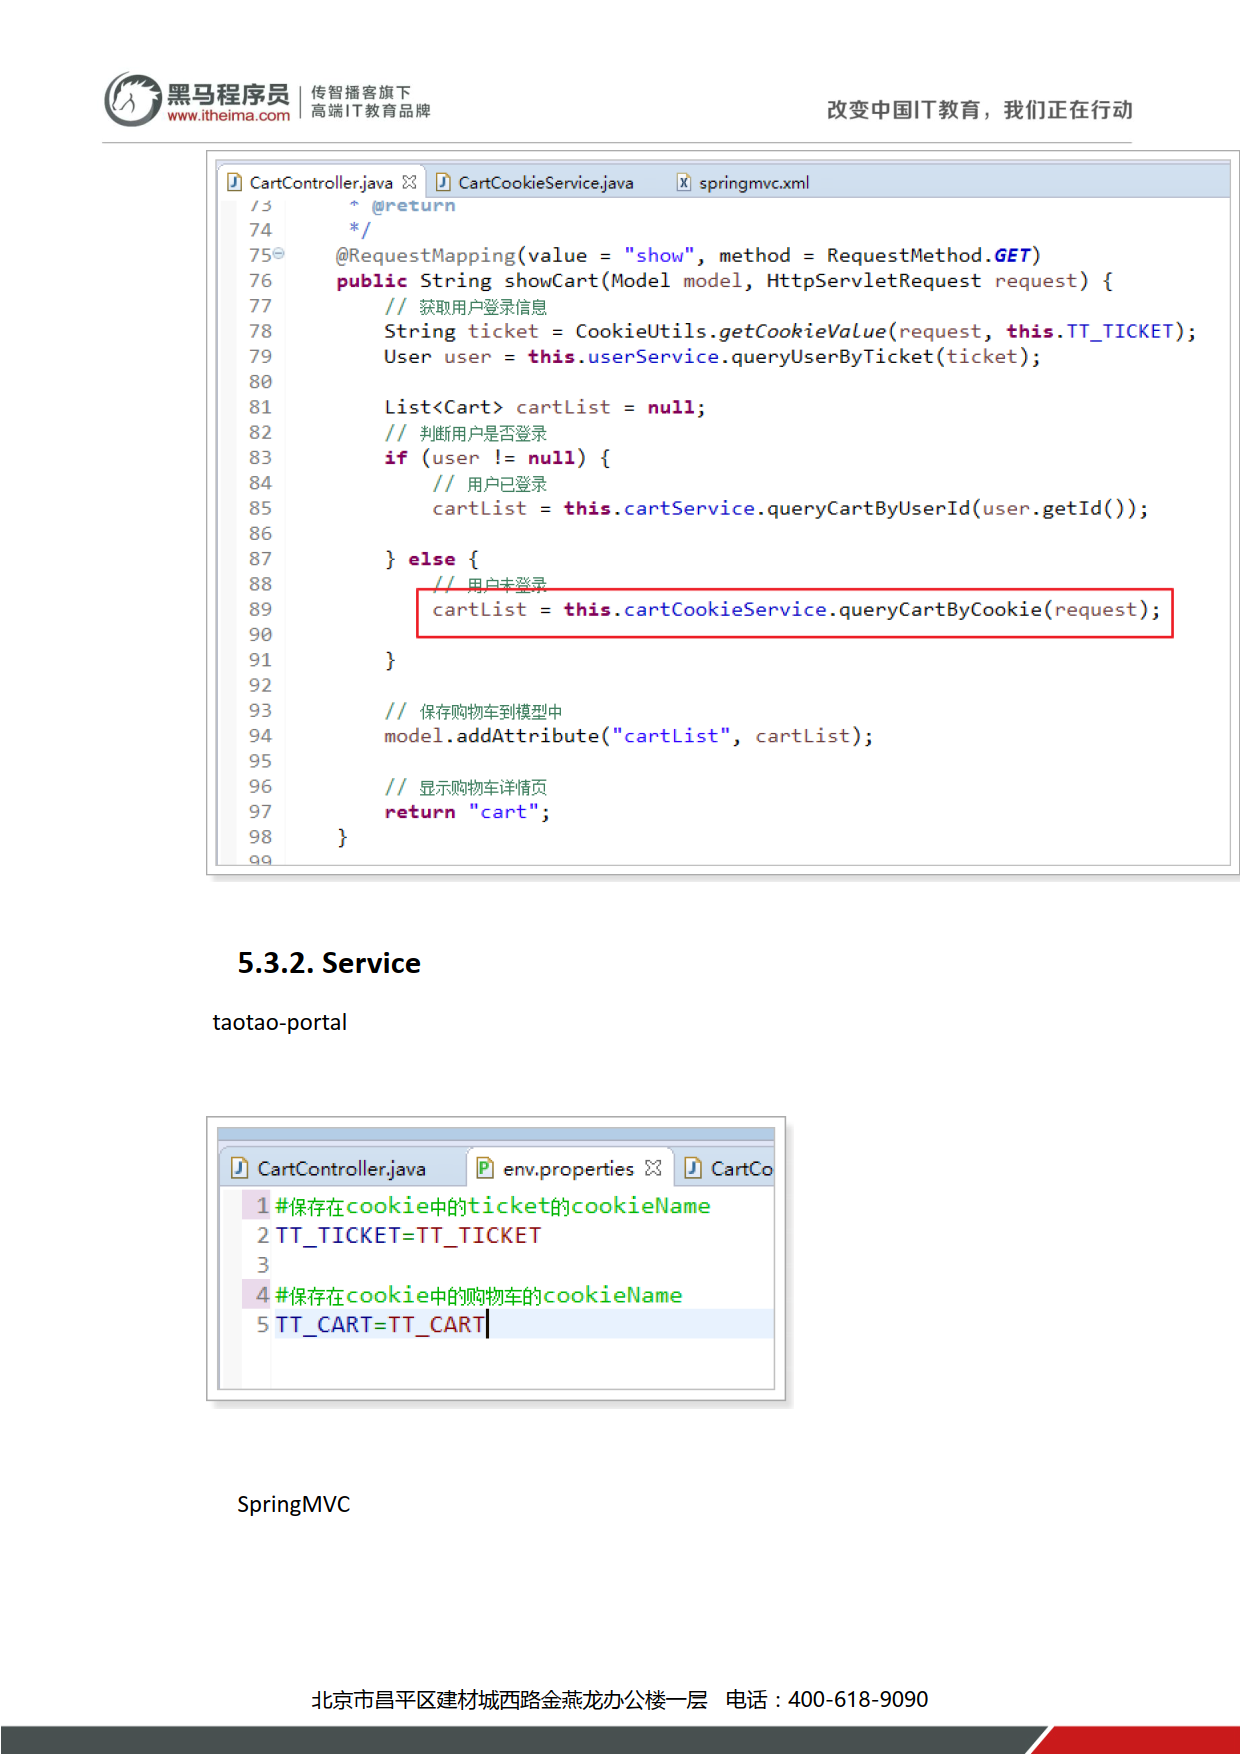 黑马程序员
www.itheima.com
传智播客旗下
高端IT教育品牌
改变中国IT教育，我们正在行动
CartController.java CartCookieService.java springmvc.xml
73 * @return
74 */
75 @RequestMapping(value = "show", method = RequestMethod.GET)
76 public String showCart(Model model, HttpServletRequest request) {
77 // 获取用户登录信息
78 String ticket = CookieUtils.getCookieValue(request, this.TT_TICKET);
79 User user = this.userService.queryUserByTicket(ticket);
80
81 List<Cart> cartList = null;
82 // 判断用户是否登录
83 if (user != null) {
84 // 用户已登录
85 cartList = this.cartService.queryCartByUserId(user.getId());
86
87 } else {
88 // 用户未登录
89 cartList = this.cartCookieService.queryCartByCookie(request);
90
91 }
92
93 // 保存购物车到模型中
94 model.addAttribute("cartList", cartList);
95
96 // 显示购物车详情页
97 return "cart";
98 }
99
5.3.2. Service
taotao-portal
CartController.java env.properties CartCo
1 #保存在cookie中的ticket的cookieName
2 TT_TICKET=TT_TICKET
3
4 #保存在cookie中的购物车的cookieName
5 TT_CART=TT_CART
SpringMVC
北京市昌平区建材城西路金燕龙办公楼一层 电话：400-618-9090